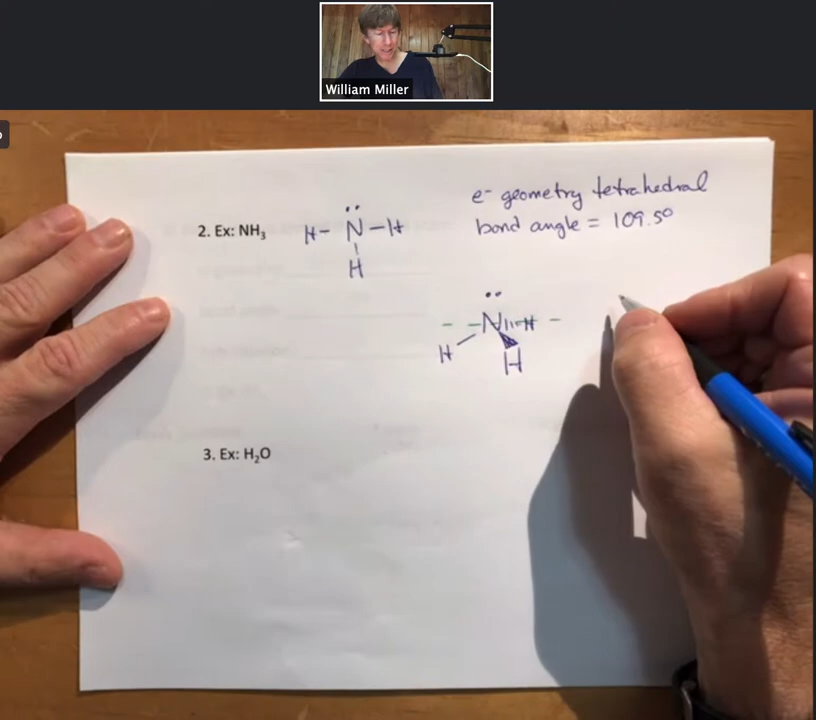 William Miller
e⁻ geometry tetrahedral
bond angle = 109.5°
2. Ex: NH₃
H–N̈–H
H
N H
H H
3. Ex: H₂O